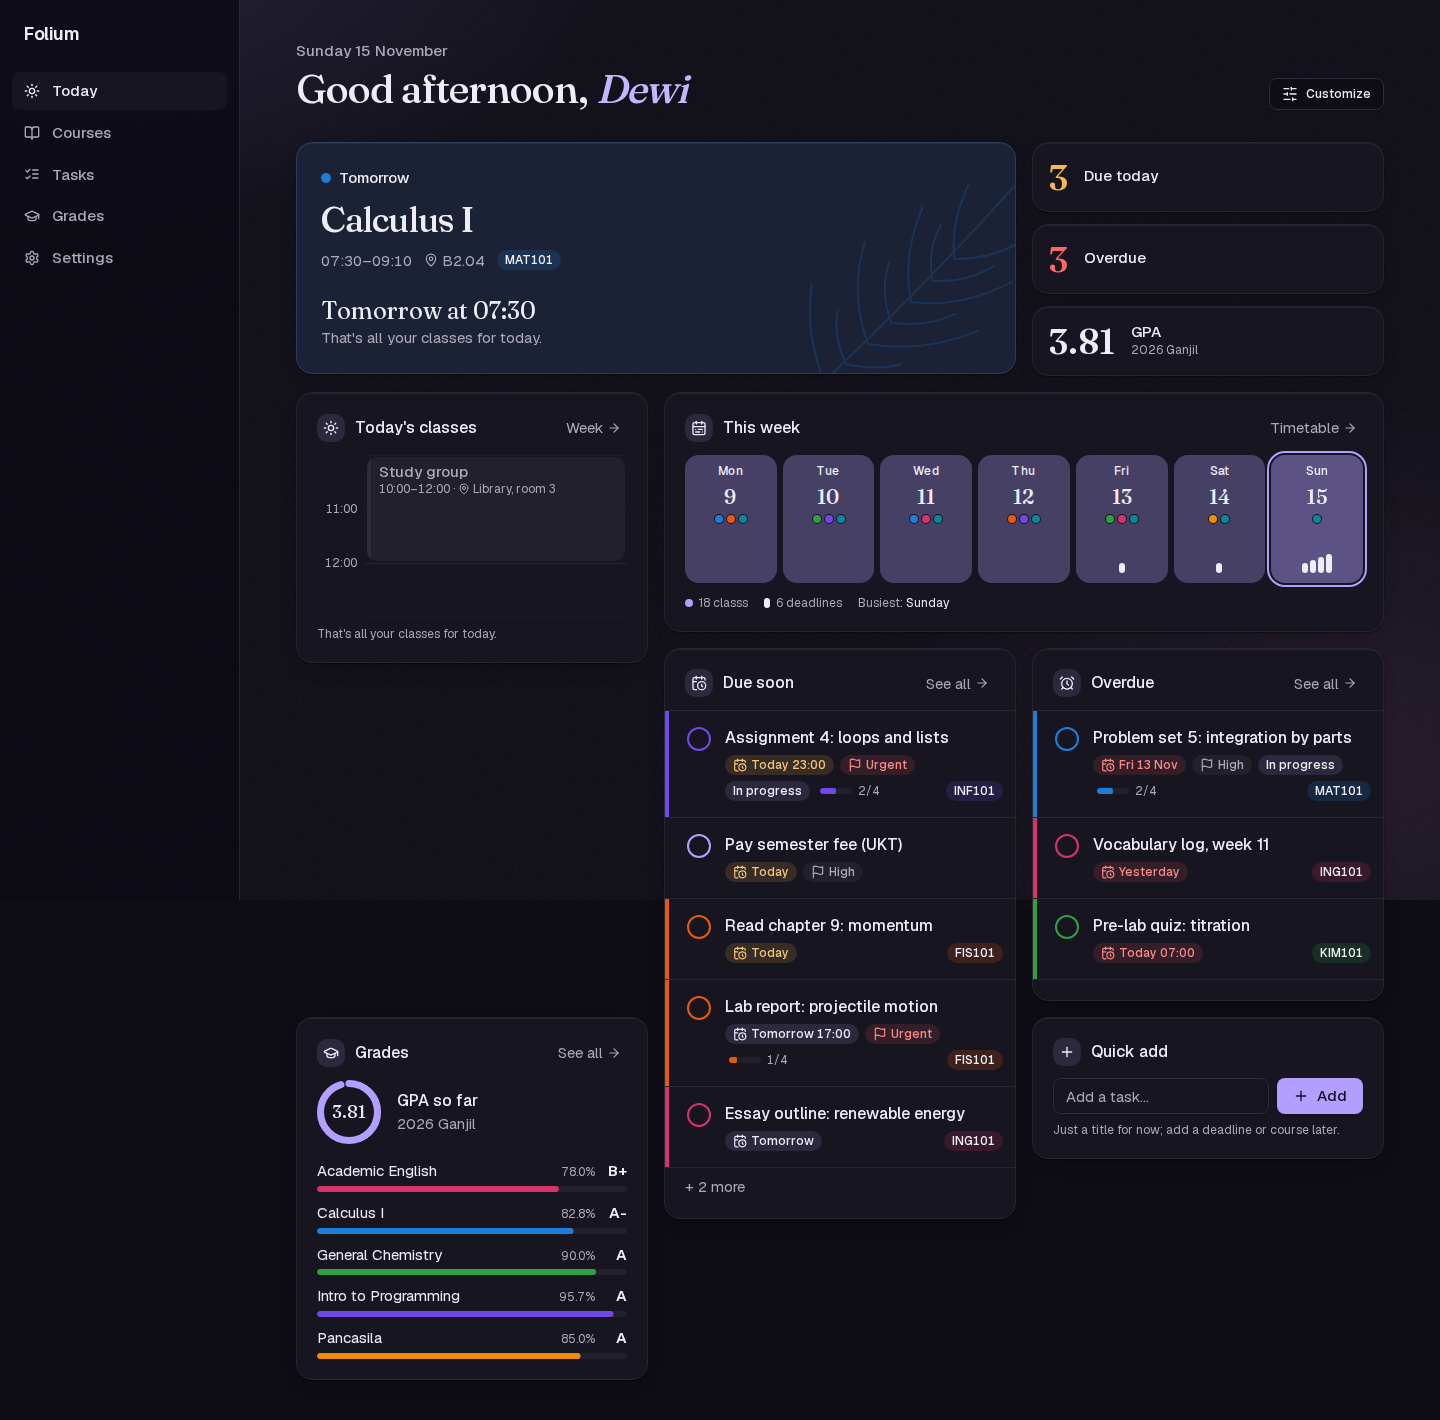 Folium
Today
Courses
Tasks
Grades
Settings
Sunday 15 November
Good afternoon, Dewi
Customize
Tomorrow
Calculus I
07:30–09:10 B2.04 MAT101
Tomorrow at 07:30
That's all your classes for today.
3 Due today
3 Overdue
3.81 GPA
2026 Ganjil
Today's classes Week
Study group
10:00–12:00 · Library, room 3
11:00
12:00
That's all your classes for today.
This week Timetable
Mon Tue Wed Thu Fri Sat Sun
9 10 11 12 13 14 15
18 classs 6 deadlines Busiest: Sunday
Due soon See all
Assignment 4: loops and lists
Today 23:00 Urgent
In progress 2/4 INF101
Pay semester fee (UKT)
Today High
Read chapter 9: momentum
Today FIS101
Lab report: projectile motion
Tomorrow 17:00 Urgent
1/4 FIS101
Essay outline: renewable energy
Tomorrow ING101
+ 2 more
Overdue See all
Problem set 5: integration by parts
Fri 13 Nov High In progress
2/4 MAT101
Vocabulary log, week 11
Yesterday ING101
Pre-lab quiz: titration
Today 07:00 KIM101
Grades See all
3.81 GPA so far
2026 Ganjil
Academic English 78.0% B+
Calculus I 82.8% A-
General Chemistry 90.0% A
Intro to Programming 95.7% A
Pancasila 85.0% A
Quick add
Add a task... Add
Just a title for now; add a deadline or course later.